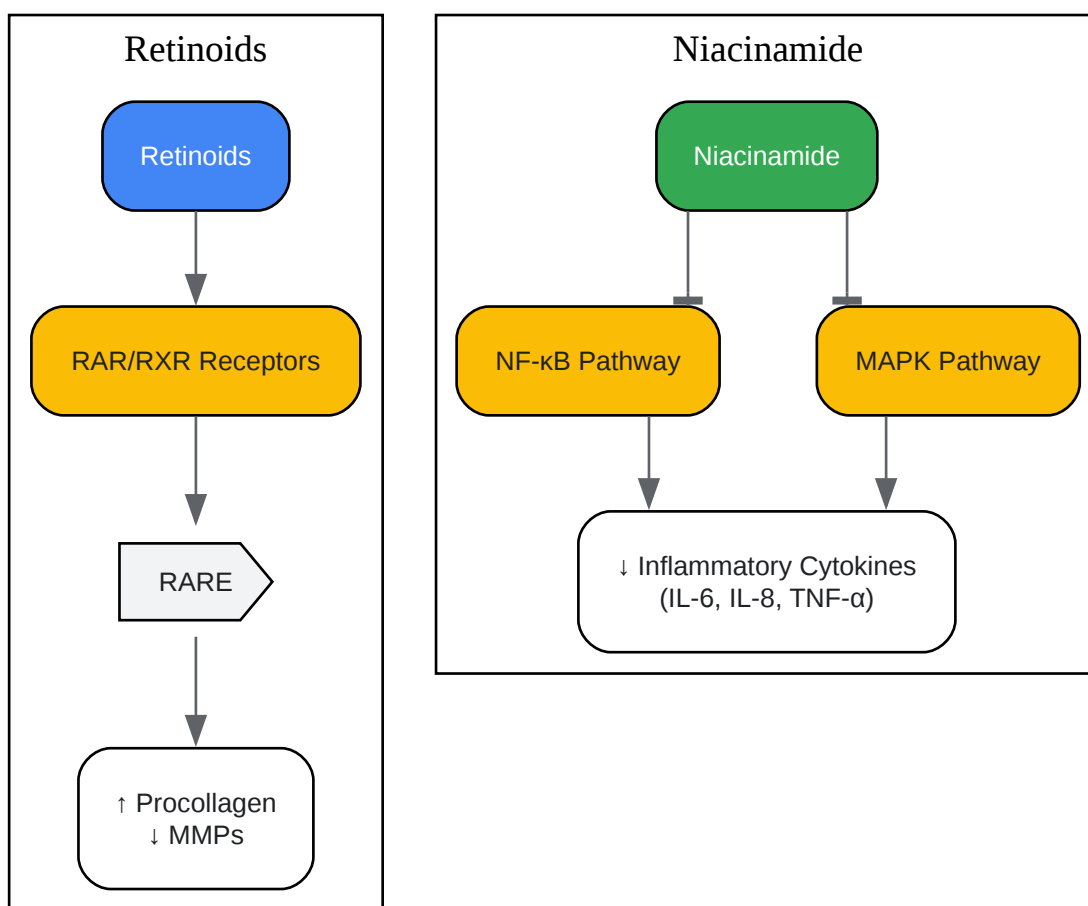 Retinoids
Retinoids
RAR/RXR Receptors
RARE
↑ Procollagen
↓ MMPs
Niacinamide
Niacinamide
NF-κB Pathway
MAPK Pathway
↓ Inflammatory Cytokines
(IL-6, IL-8, TNF-α)